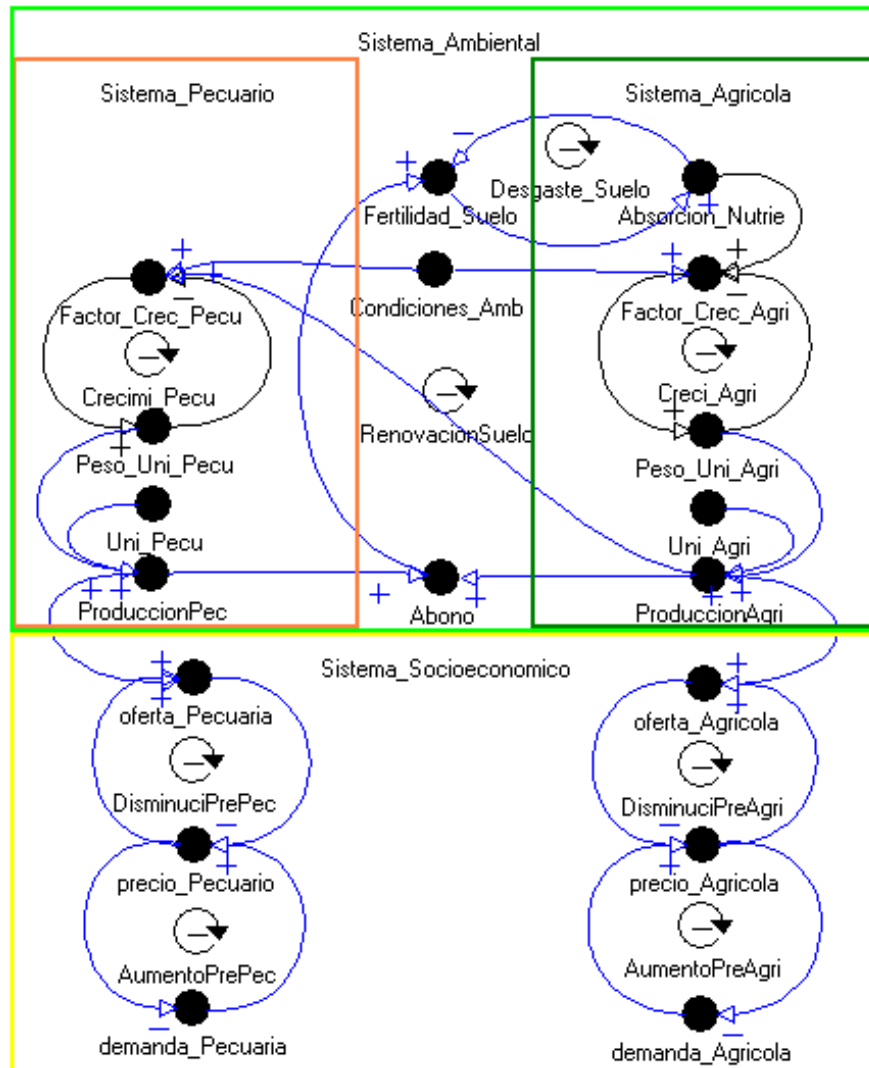 Sistema_Ambiental
Sistema_Pecuario
Sistema_Agricola
Desgaste_Suelo
Fertilidad_Suelo
Absorcion_Nutrie
Condiciones_Amb
Factor_Crec_Pecu
Factor_Crec_Agri
Crecimi_Pecu
Creci_Agri
RenovacionSuelo
Peso_Uni_Pecu
Peso_Uni_Agri
Uni_Pecu
Uni_Agri
ProduccionPec
Abono
ProduccionAgri
Sistema_Socioeconomico
oferta_Pecuaria
oferta_Agricola
DisminuciPrePec
DisminuciPreAgri
precio_Pecuario
precio_Agricola
AumentoPrePec
AumentoPreAgri
demanda_Pecuaria
demanda_Agricola